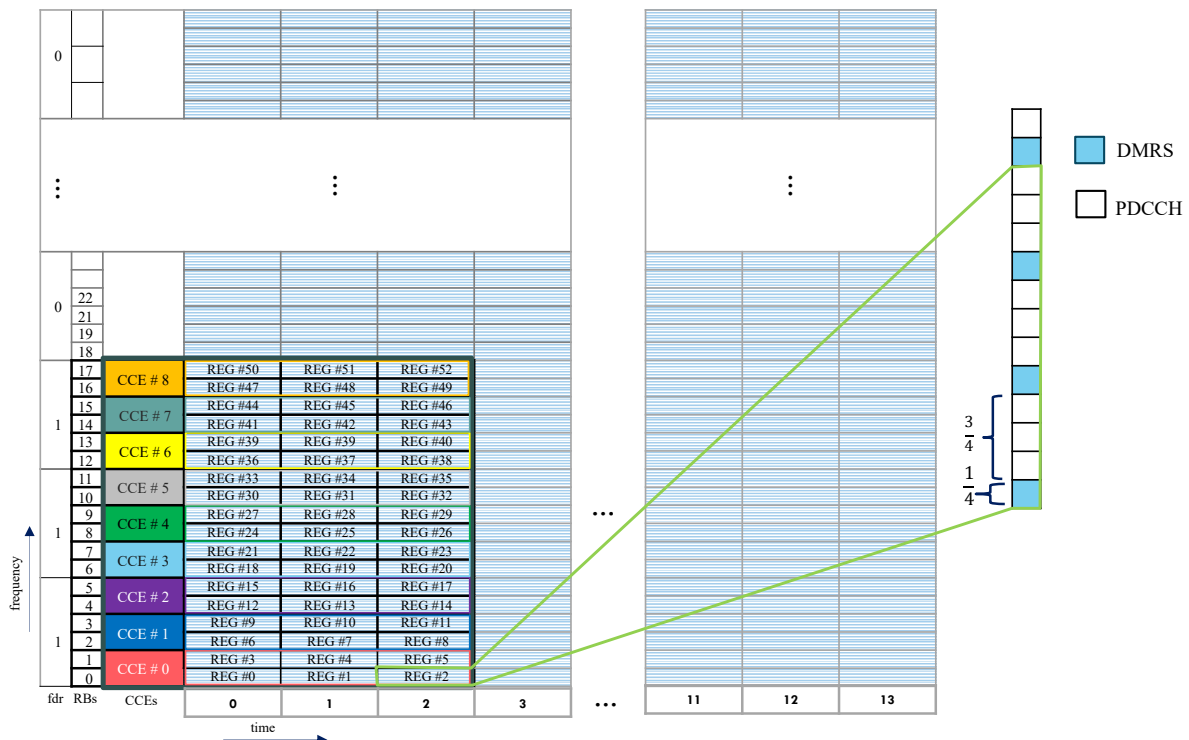 0
DMRS
PDCCH
⋮ ⋮ ⋮
22
0
21
19
18
17 REG #50 REG #51 REG #52
CCE # 8
16 REG #47 REG #48 REG #49
15 REG #44 REG #45 REG #46
CCE # 7
1
14 REG #41 REG #42 REG #43
13 REG #39 REG #39 REG #40
CCE # 6
12 REG #36 REG #37 REG #38
11 REG #33 REG #34 REG #35
CCE # 5
10 REG #30 REG #31 REG #32
9 REG #27 REG #28 REG #29
CCE # 4
1
8 REG #24 REG #25 REG #26
7 REG #21 REG #22 REG #23
CCE # 3
6 REG #18 REG #19 REG #20
5 REG #15 REG #16 REG #17
CCE # 2
4 REG #12 REG #13 REG #14
3 REG #9 REG #10 REG #11
CCE # 1
1
2 REG #6 REG #7 REG #8
1 REG #3 REG #4 REG #5
CCE # 0
0 REG #0 REG #1 REG #2
...
fdr RBs CCEs
0 1 2 3 ... 11 12 13
time
frequency
3
4
1
4